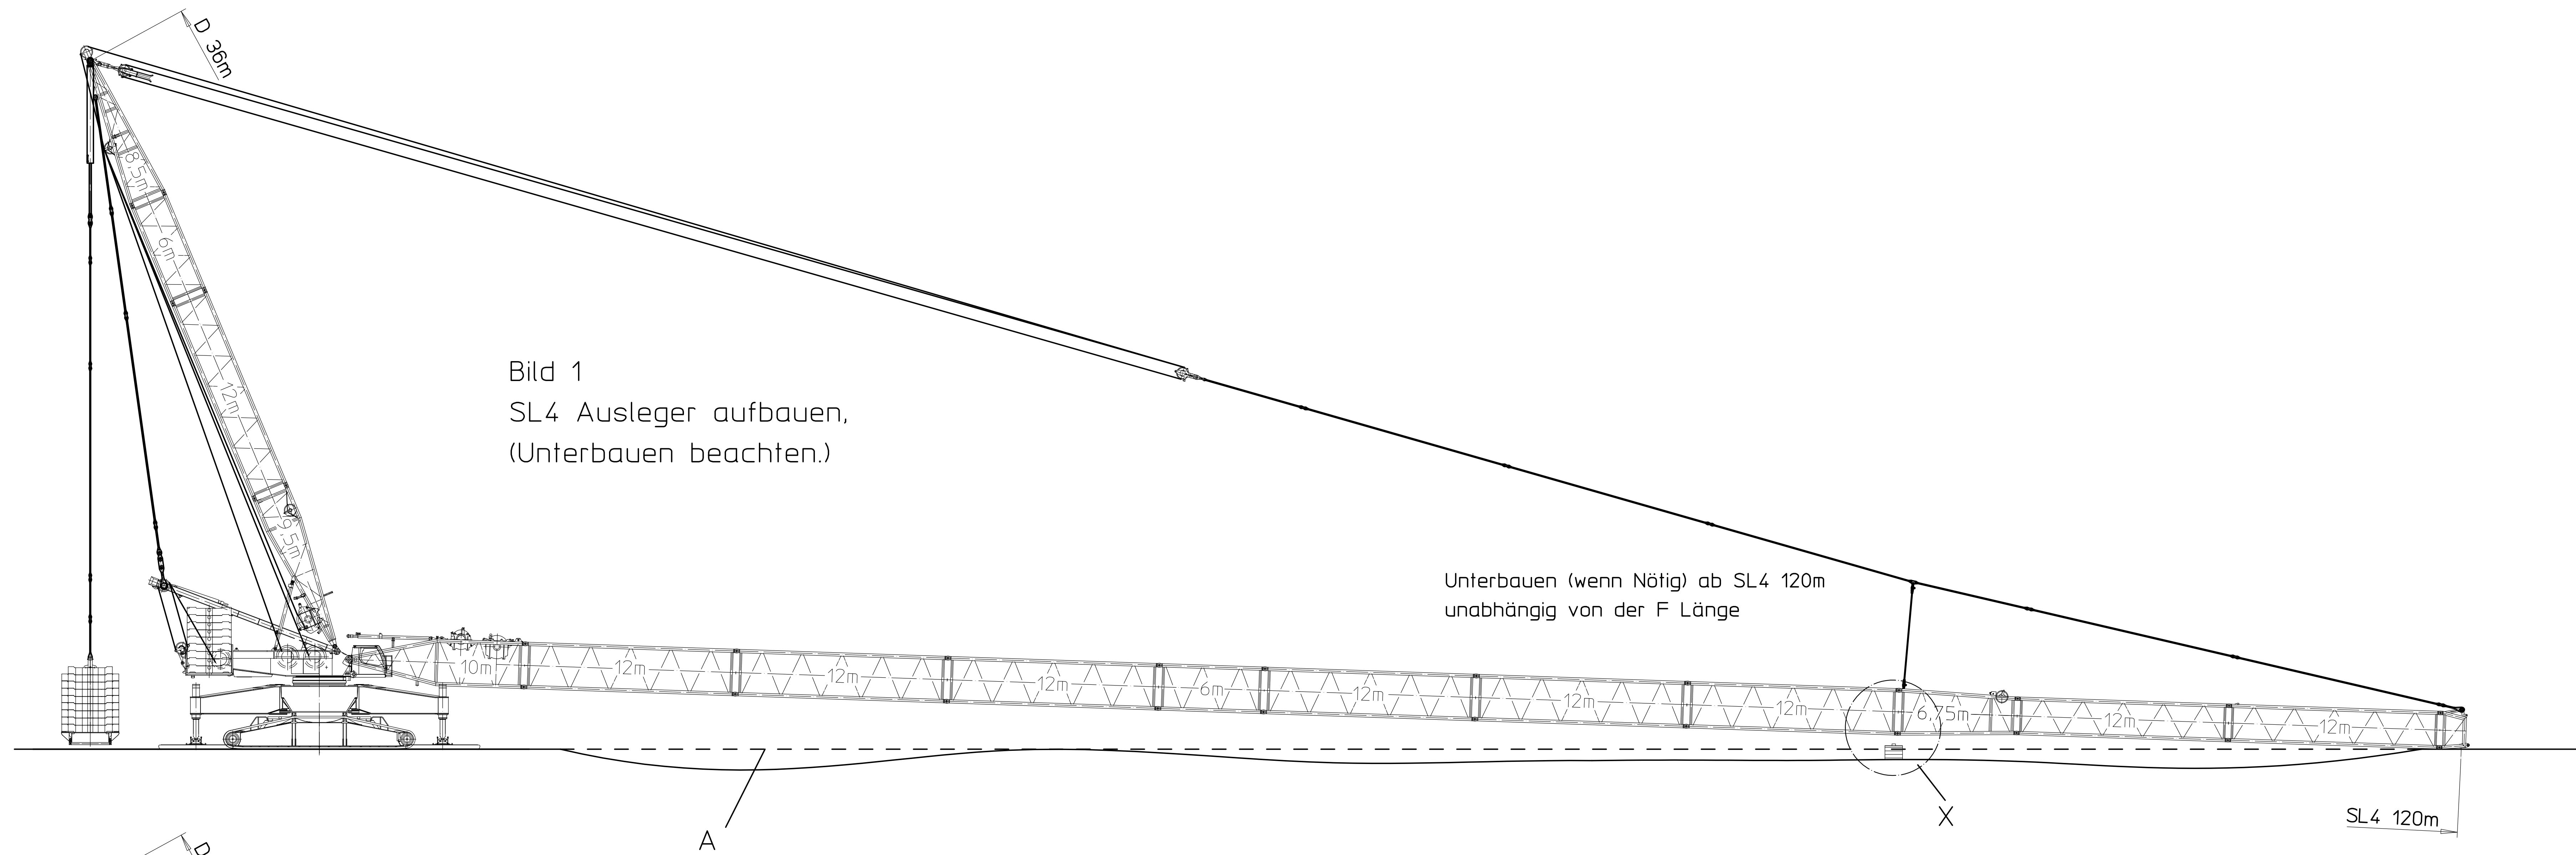 D 36m
8,5m
6m
12m
9,5m
Bild 1
SL4 Ausleger aufbauen,
(Unterbauen beachten.)
Unterbauen (wenn Nötig) ab SL4 120m
unabhängig von der F Länge
10m 12m 12m 12m 6m 12m 12m 12m 6,75m 12m 12m
A
X
SL4 120m
D